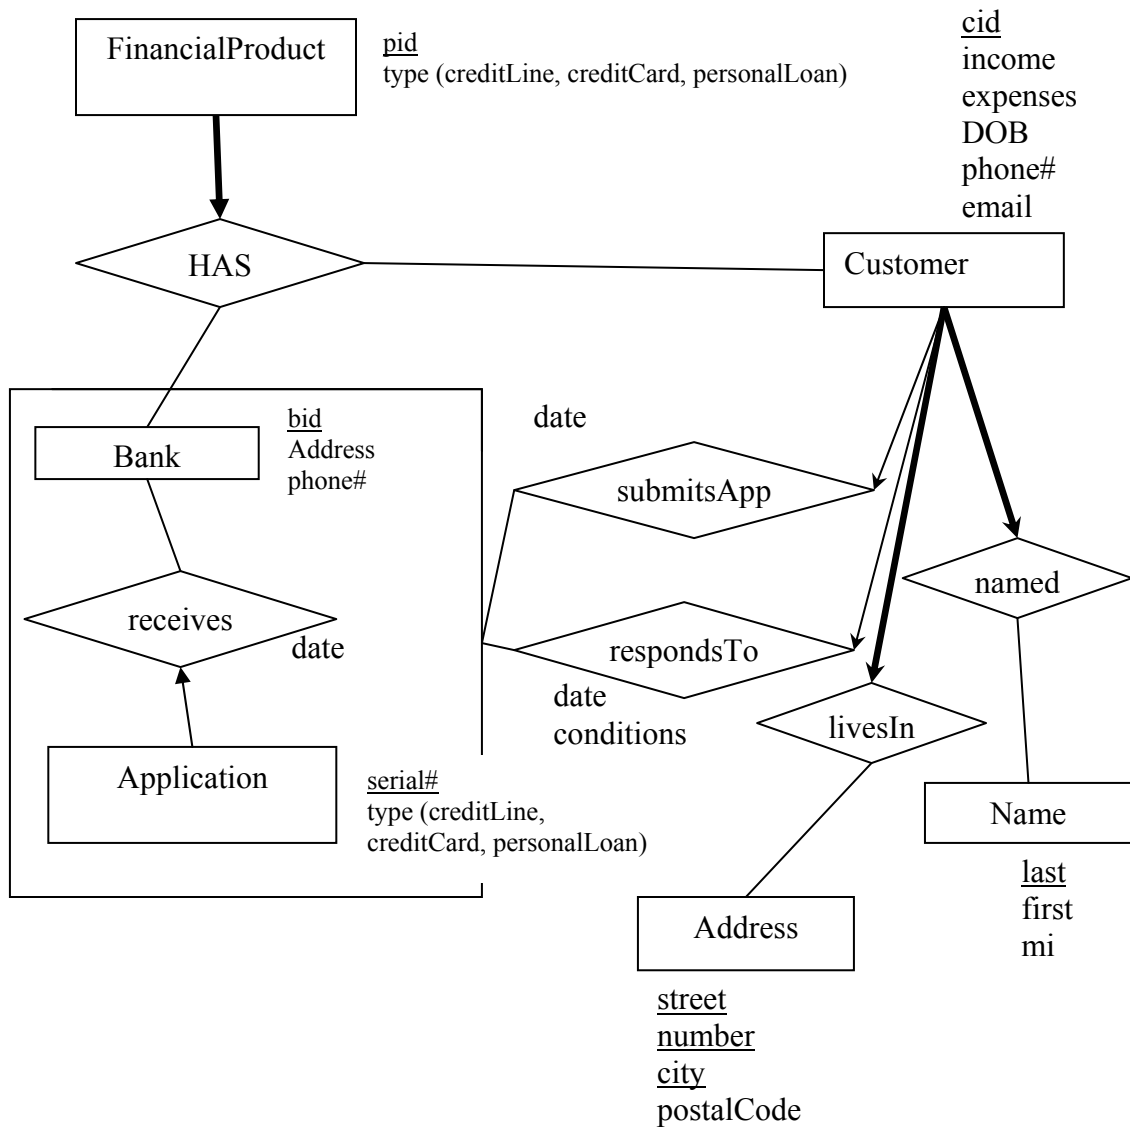 FinancialProduct
pid
type (creditLine, creditCard, personalLoan)
cid
income
expenses
DOB
phone#
email
HAS
Customer
Bank
bid
Address
phone#
date
submitsApp
receives
date
respondsTo
date
conditions
named
livesIn
Application
serial#
type (creditLine,
creditCard, personalLoan)
Name
last
first
mi
Address
street
number
city
postalCode